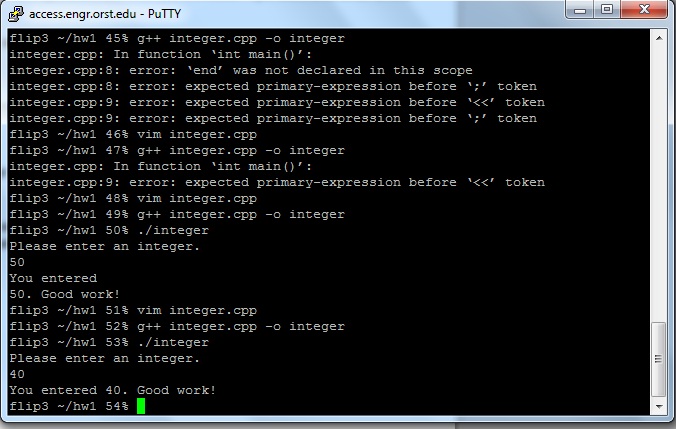 access.engr.orst.edu - PuTTY
flip3 ~/hw1 45% g++ integer.cpp -o integer
integer.cpp: In function ‘int main()’:
integer.cpp:8: error: ‘end’ was not declared in this scope
integer.cpp:8: error: expected primary-expression before ‘;’ token
integer.cpp:9: error: expected primary-expression before ‘<<’ token
integer.cpp:9: error: expected primary-expression before ‘;’ token
flip3 ~/hw1 46% vim integer.cpp
flip3 ~/hw1 47% g++ integer.cpp -o integer
integer.cpp: In function ‘int main()’:
integer.cpp:9: error: expected primary-expression before ‘<<’ token
flip3 ~/hw1 48% vim integer.cpp
flip3 ~/hw1 49% g++ integer.cpp -o integer
flip3 ~/hw1 50% ./integer
Please enter an integer.
50
You entered
50. Good work!
flip3 ~/hw1 51% vim integer.cpp
flip3 ~/hw1 52% g++ integer.cpp -o integer
flip3 ~/hw1 53% ./integer
Please enter an integer.
40
You entered 40. Good work!
flip3 ~/hw1 54%